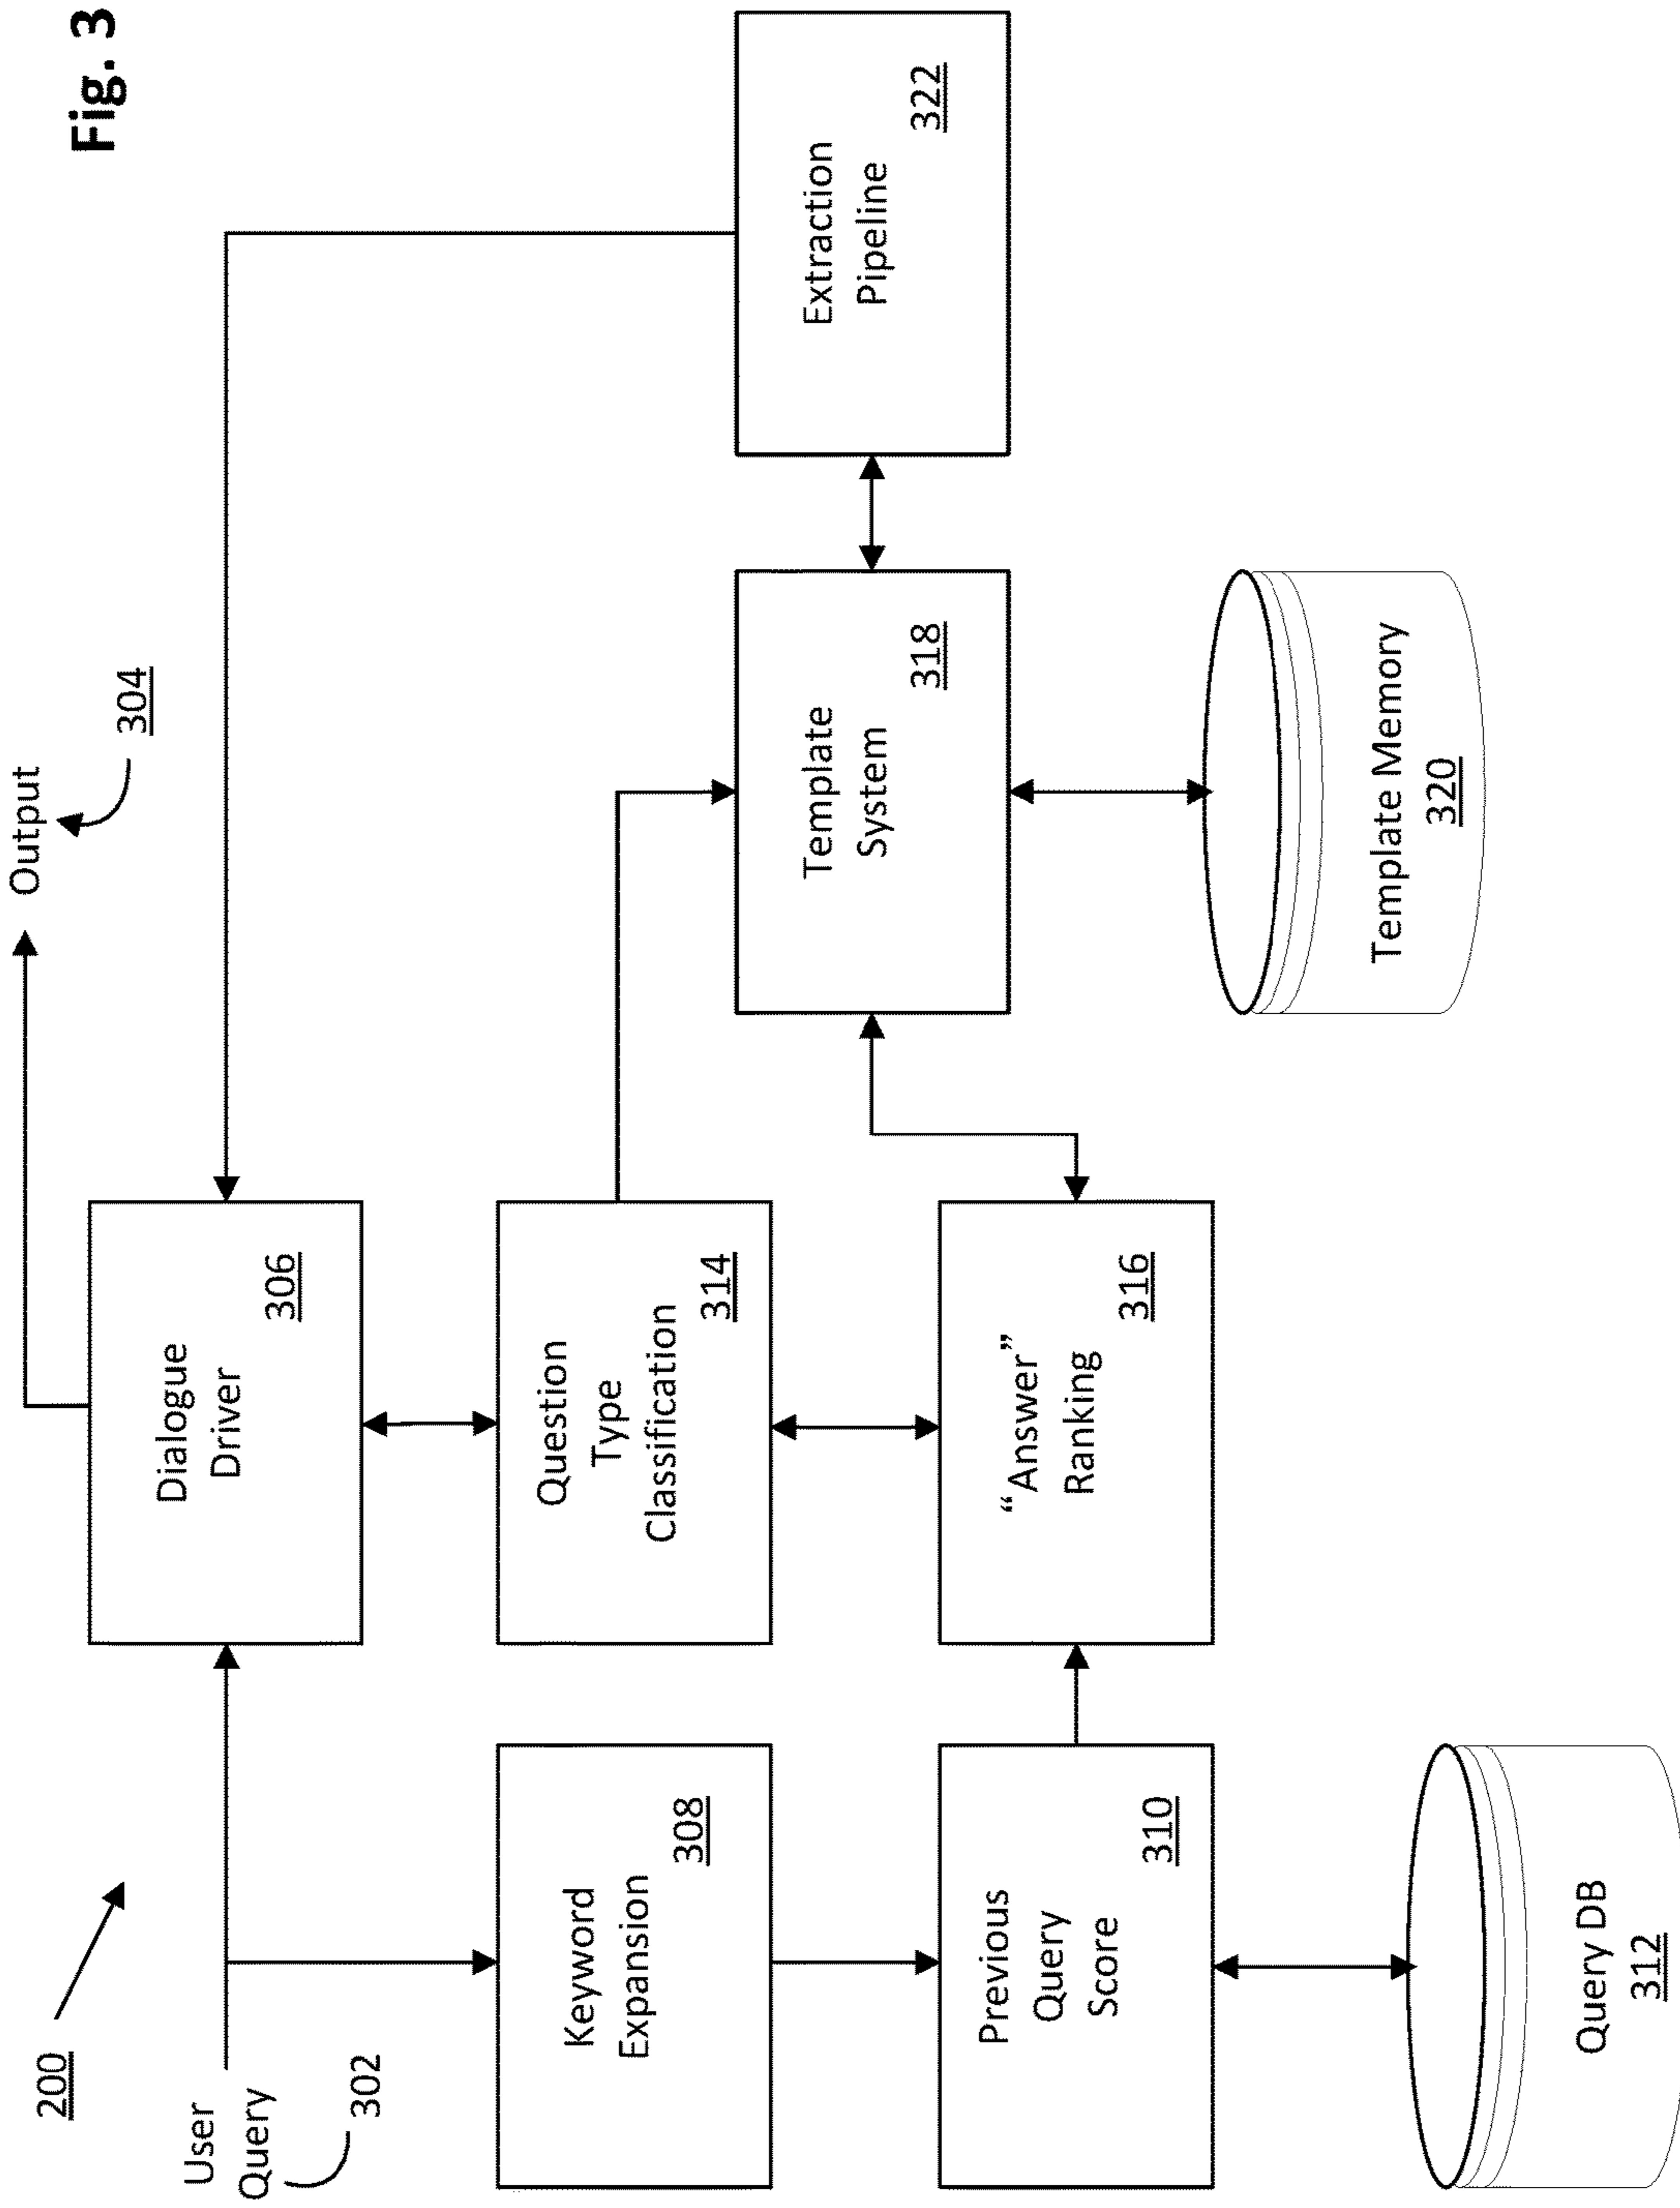 Fig. 3
200
User
Query
302
Output
304
Dialogue
Driver
306
Keyword
Expansion
308
Question
Type
Classification
314
Previous
Query
Score
310
“Answer”
Ranking
316
Template
System
318
Extraction
Pipeline
322
Query DB
312
Template Memory
320